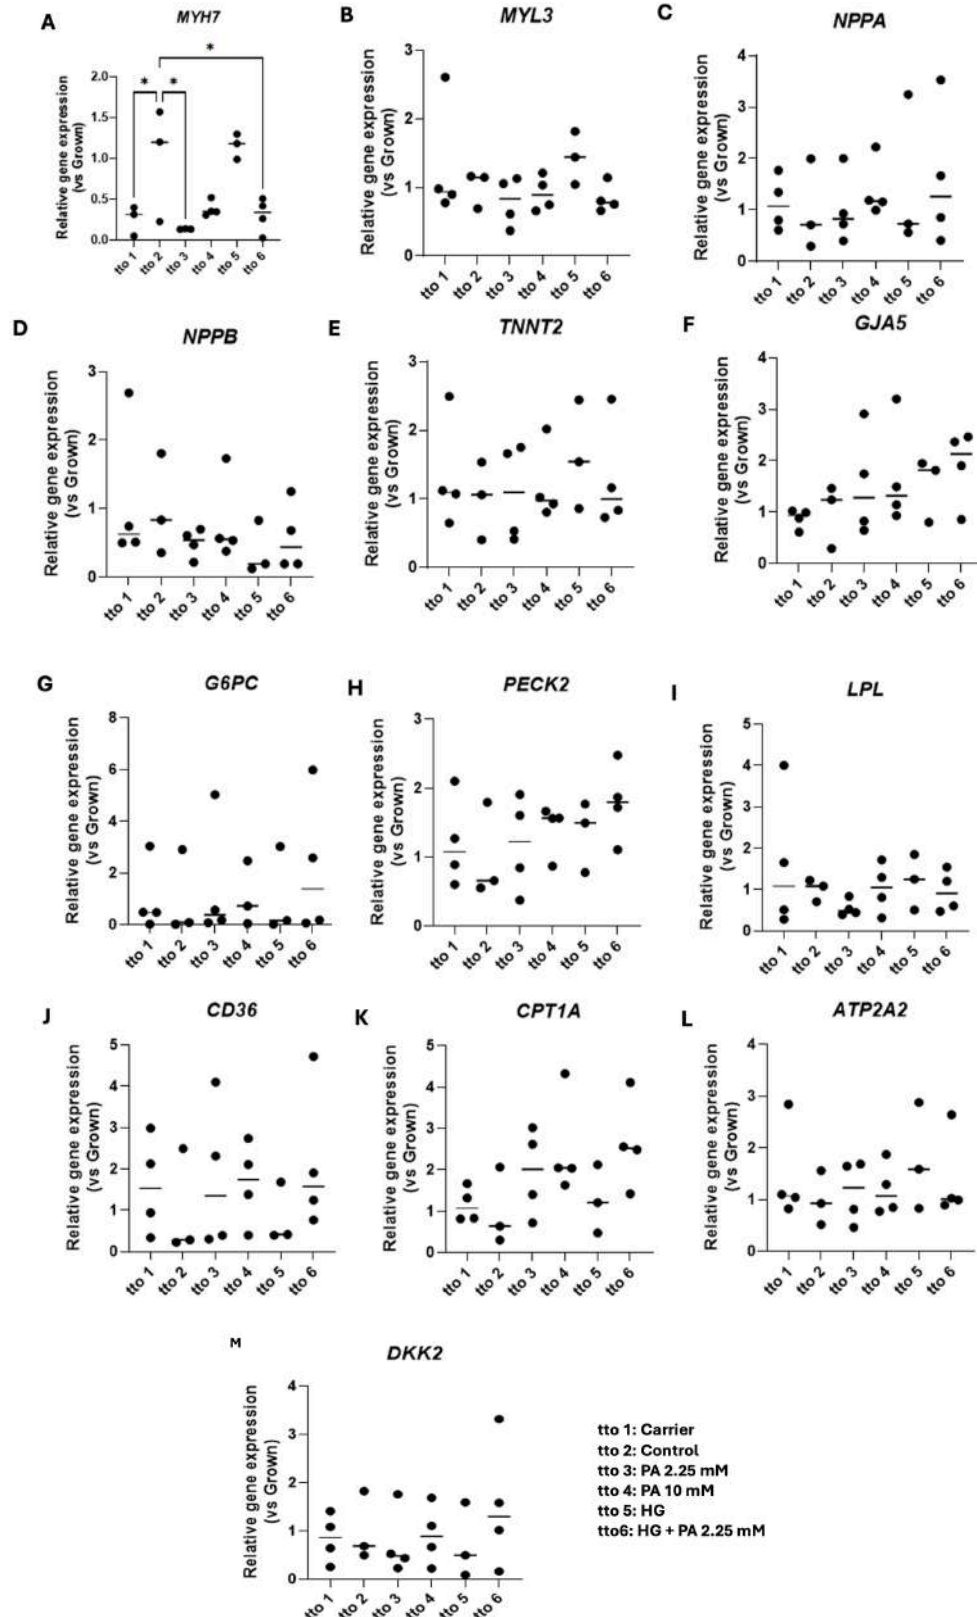 A
MYH7
*
* *
Relative gene expression
(vs Grown)
2.0
1.5
1.0
0.5
0.0
tto 1
tto 2
tto 3
tto 4
tto 5
tto 6
B
MYL3
Relative gene expression
(vs Grown)
3
2
1
0
tto 1
tto 2
tto 3
tto 4
tto 5
tto 6
C
NPPA
Relative gene expression
(vs Grown)
4
3
2
1
0
tto 1
tto 2
tto 3
tto 4
tto 5
tto 6
D
NPPB
Relative gene expression
(vs Grown)
3
2
1
0
tto 1
tto 2
tto 3
tto 4
tto 5
tto 6
E
TNNT2
Relative gene expression
(vs Grown)
3
2
1
0
tto 1
tto 2
tto 3
tto 4
tto 5
tto 6
F
GJA5
Relative gene expression
(vs Grown)
4
3
2
1
0
tto 1
tto 2
tto 3
tto 4
tto 5
tto 6
G
G6PC
Relative gene expression
(vs Grown)
8
6
4
2
0
tto 1
tto 2
tto 3
tto 4
tto 5
tto 6
H
PECK2
Relative gene expression
(vs Grown)
3
2
1
0
tto 1
tto 2
tto 3
tto 4
tto 5
tto 6
I
LPL
Relative gene expression
(vs Grown)
5
4
3
2
1
0
tto 1
tto 2
tto 3
tto 4
tto 5
tto 6
J
CD36
Relative gene expression
(vs Grown)
5
4
3
2
1
0
tto 1
tto 2
tto 3
tto 4
tto 5
tto 6
K
CPT1A
Relative gene expression
(vs Grown)
5
4
3
2
1
0
tto 1
tto 2
tto 3
tto 4
tto 5
tto 6
L
ATP2A2
Relative gene expression
(vs Grown)
4
3
2
1
0
tto 1
tto 2
tto 3
tto 4
tto 5
tto 6
M
DKK2
Relative gene expression
(vs Grown)
4
3
2
1
0
tto 1
tto 2
tto 3
tto 4
tto 5
tto 6
tto 1: Carrier
tto 2: Control
tto 3: PA 2.25 mM
tto 4: PA 10 mM
tto 5: HG
tto6: HG + PA 2.25 mM